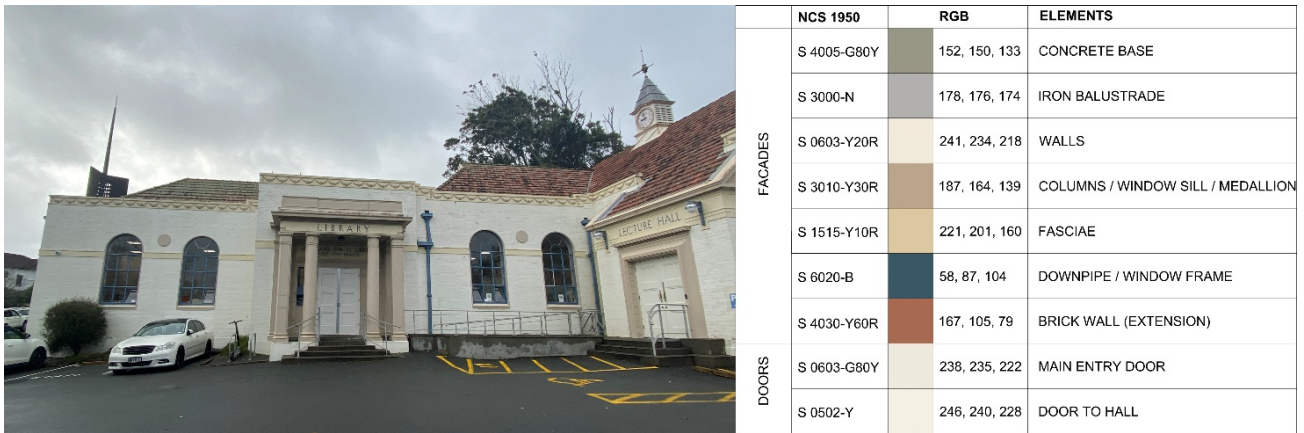 LIBRARY
LECTURE HALL
NCS 1950 RGB ELEMENTS
FACADES
S 4005-G80Y 152, 150, 133 CONCRETE BASE
S 3000-N 178, 176, 174 IRON BALUSTRADE
S 0603-Y20R 241, 234, 218 WALLS
S 3010-Y30R 187, 164, 139 COLUMNS / WINDOW SILL / MEDALLION
S 1515-Y10R 221, 201, 160 FASCIAE
S 6020-B 58, 87, 104 DOWNPIPE / WINDOW FRAME
S 4030-Y60R 167, 105, 79 BRICK WALL (EXTENSION)
DOORS
S 0603-G80Y 238, 235, 222 MAIN ENTRY DOOR
S 0502-Y 246, 240, 228 DOOR TO HALL